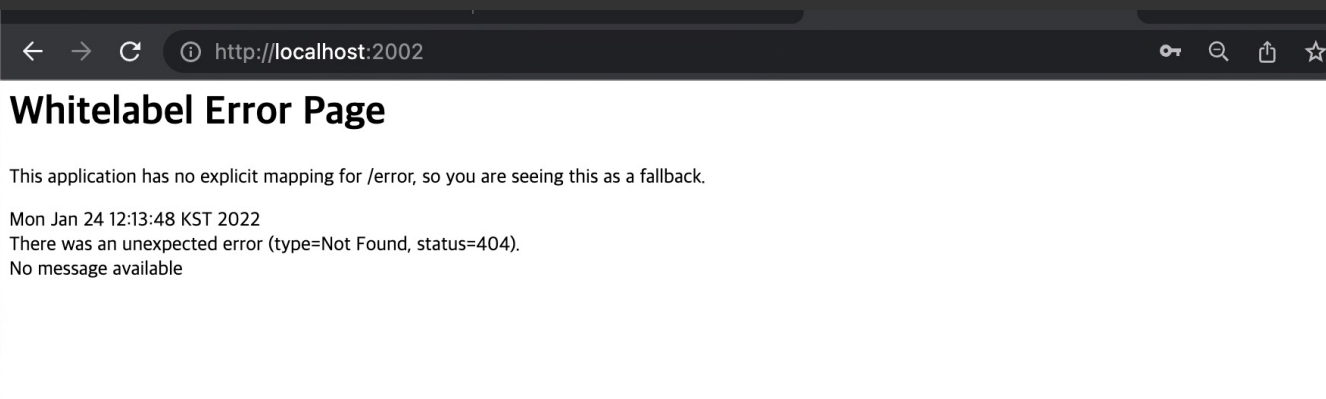 http://localhost:2002
Whitelabel Error Page
This application has no explicit mapping for /error, so you are seeing this as a fallback.
Mon Jan 24 12:13:48 KST 2022
There was an unexpected error (type=Not Found, status=404).
No message available